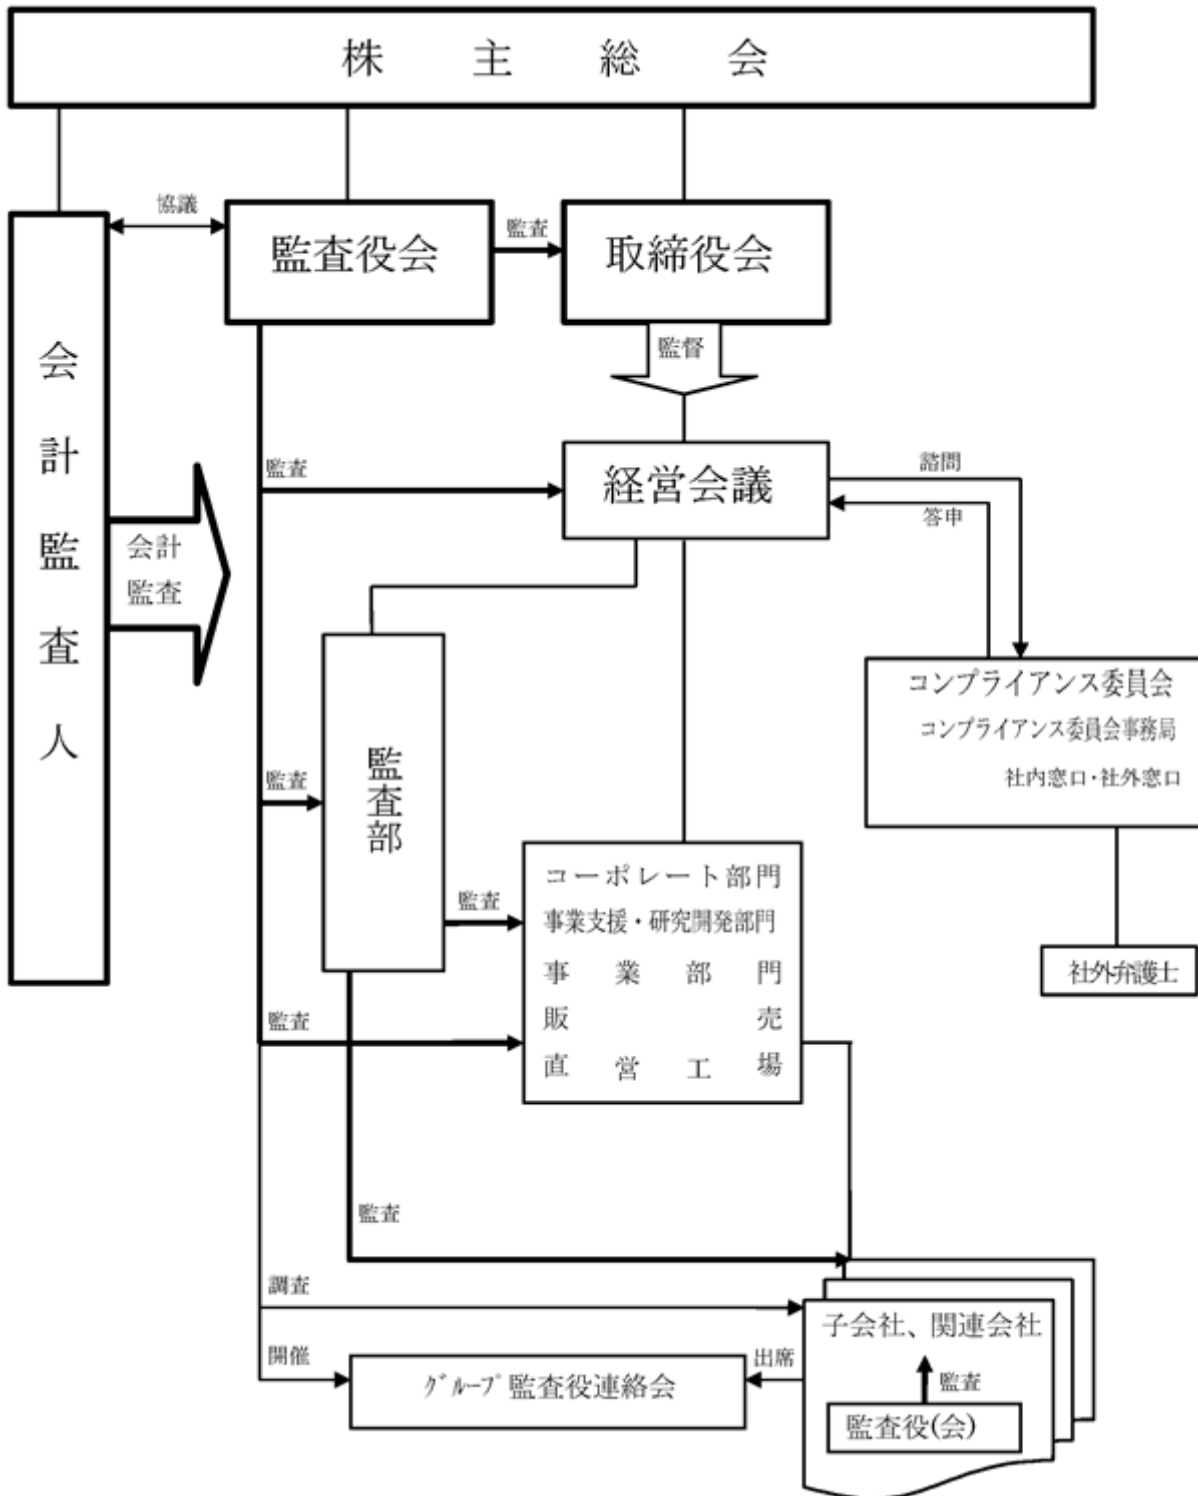 株主総会
協議
監査役会
監査
取締役会
監督
会計監査人
会計
監査
監査
経営会議
諮問
答申
コンプライアンス委員会
コンプライアンス委員会事務局
社内窓口・社外窓口
社外弁護士
監査
監査部
監査
コーポレート部門
事業支援・研究開発部門
事業部門
販売
直営工場
監査
監査
調査
開催
グループ監査役連絡会
出席
子会社、関連会社
監査
監査役(会)